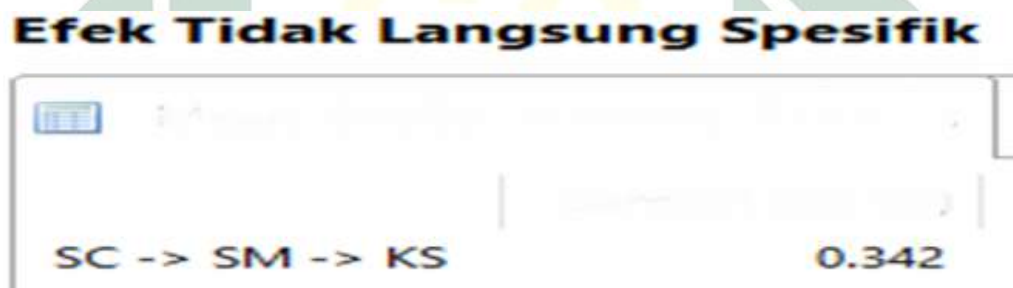 Efek Tidak Langsung Spesifik
SC -> SM -> KS 0.342